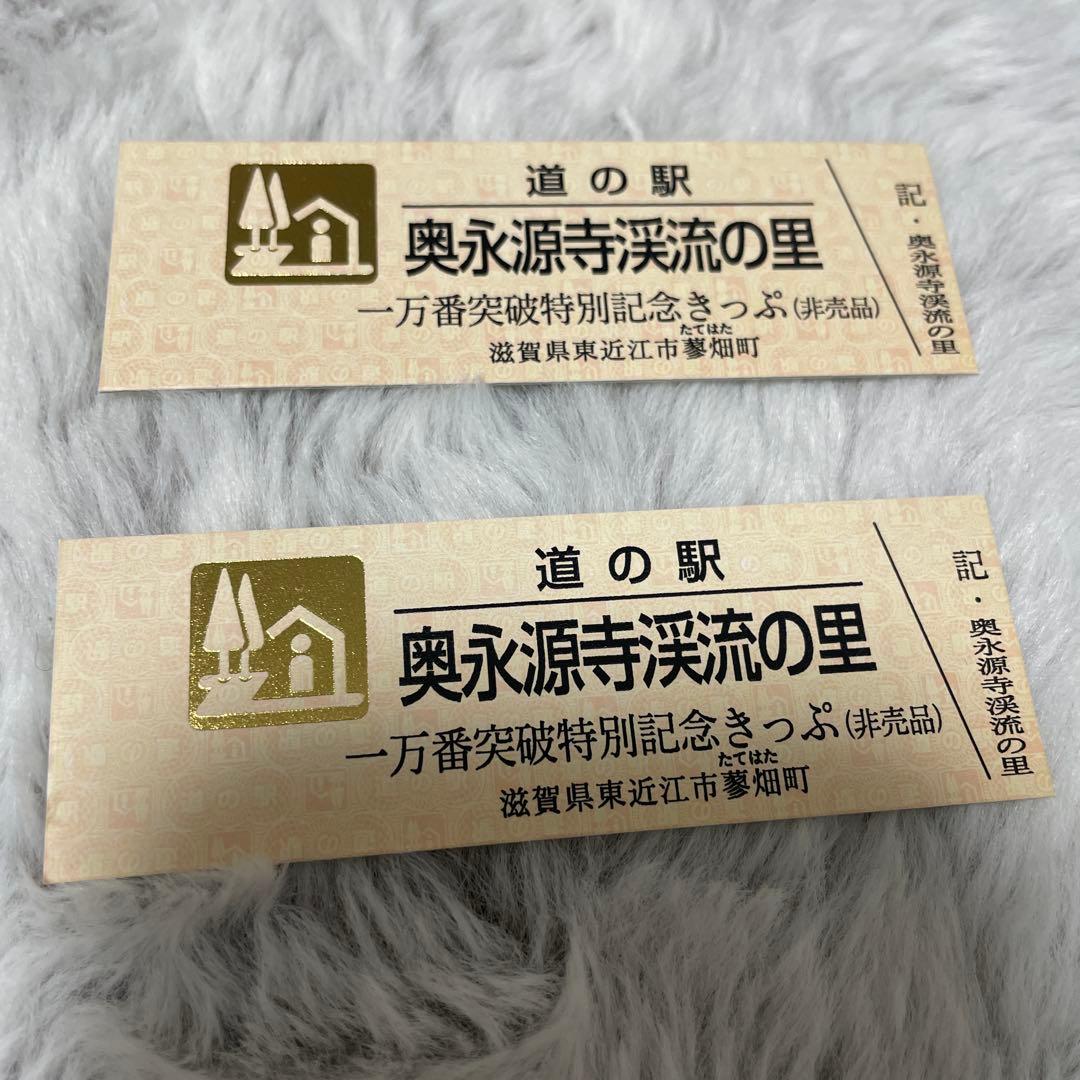 道の駅
奥永源寺渓流の里
一万番突破特別記念きっぷ(非売品)
たてはた
滋賀県東近江市蓼畑町
記・奥永源寺渓流の里
道の駅
奥永源寺渓流の里
一万番突破特別記念きっぷ(非売品)
たてはた
滋賀県東近江市蓼畑町
記・奥永源寺渓流の里